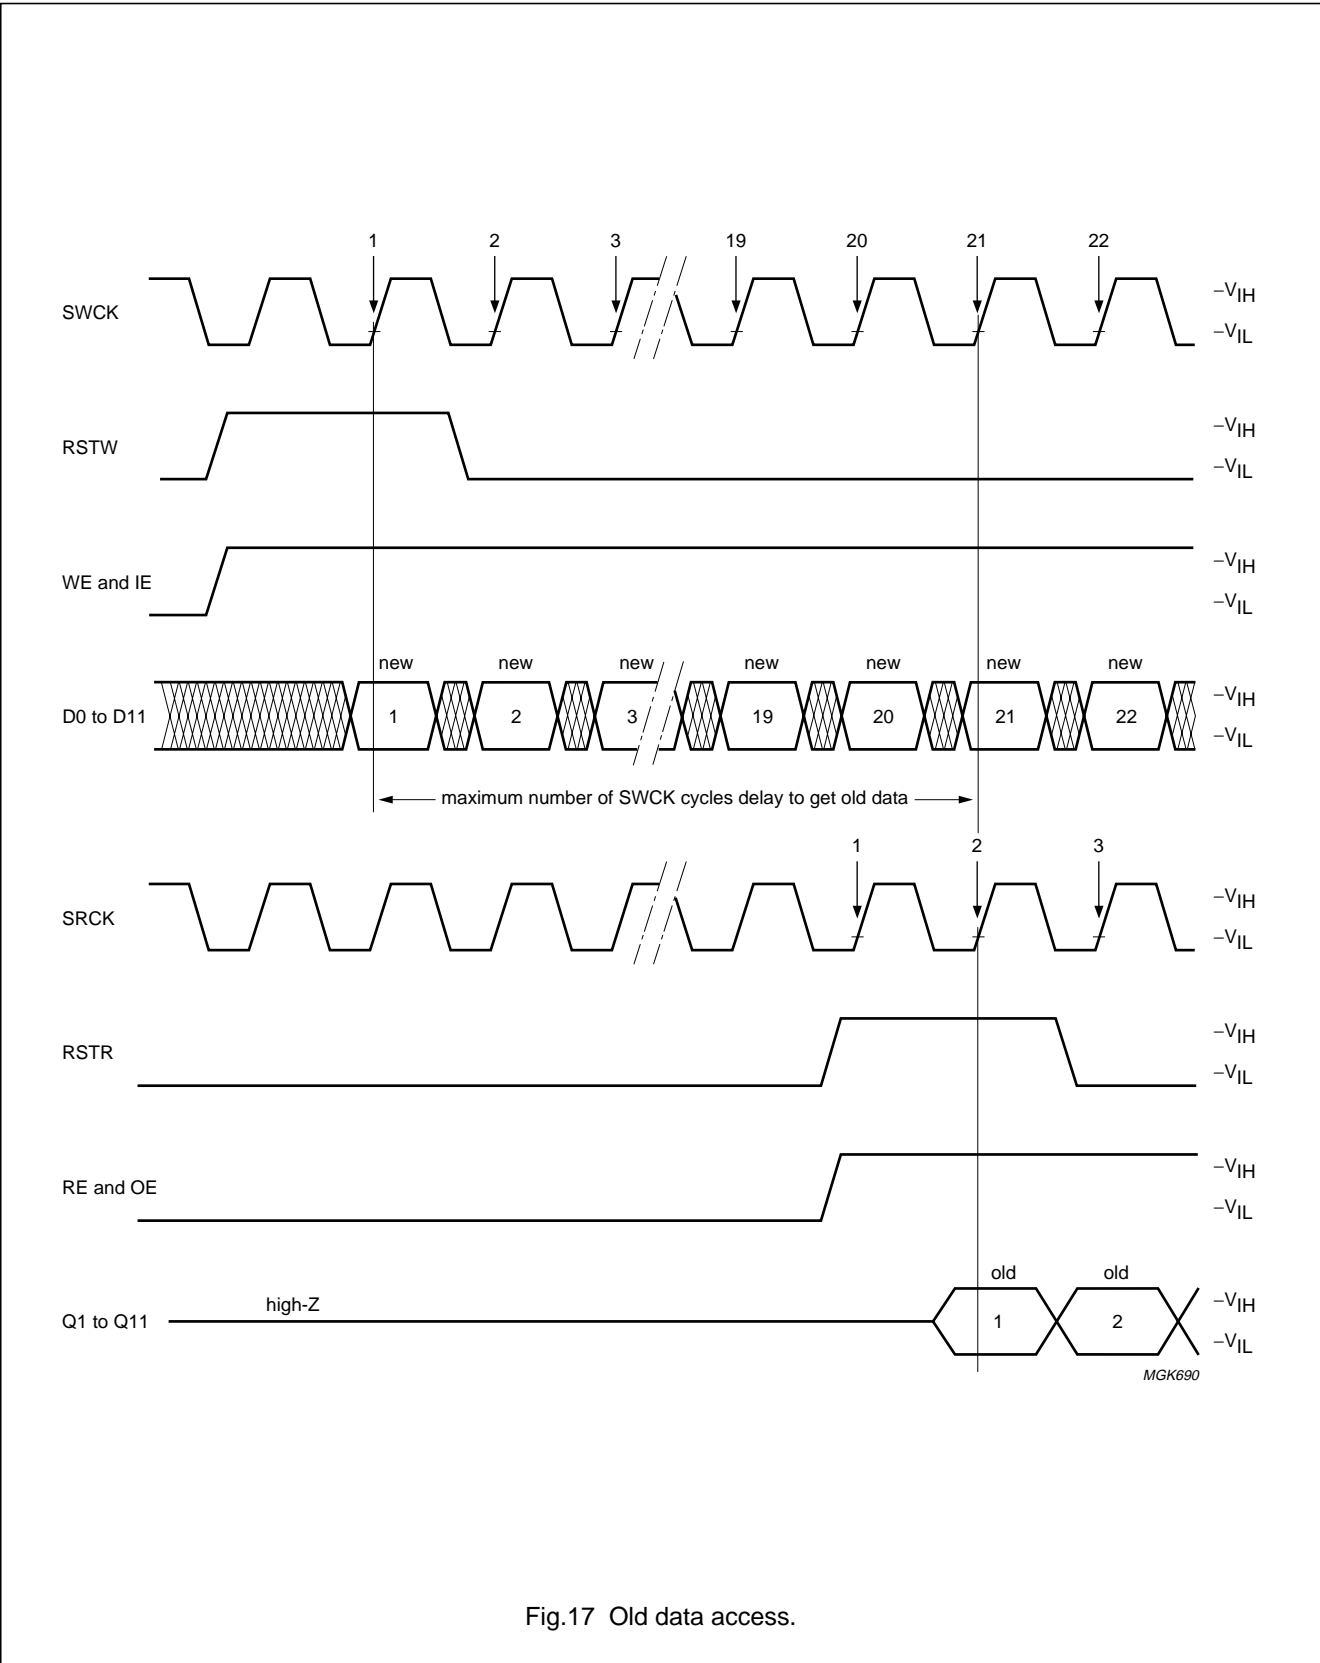 1 2 3 19 20 21 22
SWCK
–VIH
–VIL
RSTW
–VIH
–VIL
WE and IE
–VIH
–VIL
new new new new new new new
D0 to D11
1 2 3 19 20 21 22
–VIH
–VIL
maximum number of SWCK cycles delay to get old data
1 2 3
SRCK
–VIH
–VIL
RSTR
–VIH
–VIL
RE and OE
–VIH
–VIL
old old
Q1 to Q11
high-Z
1 2
–VIH
–VIL
MGK690
Fig.17 Old data access.